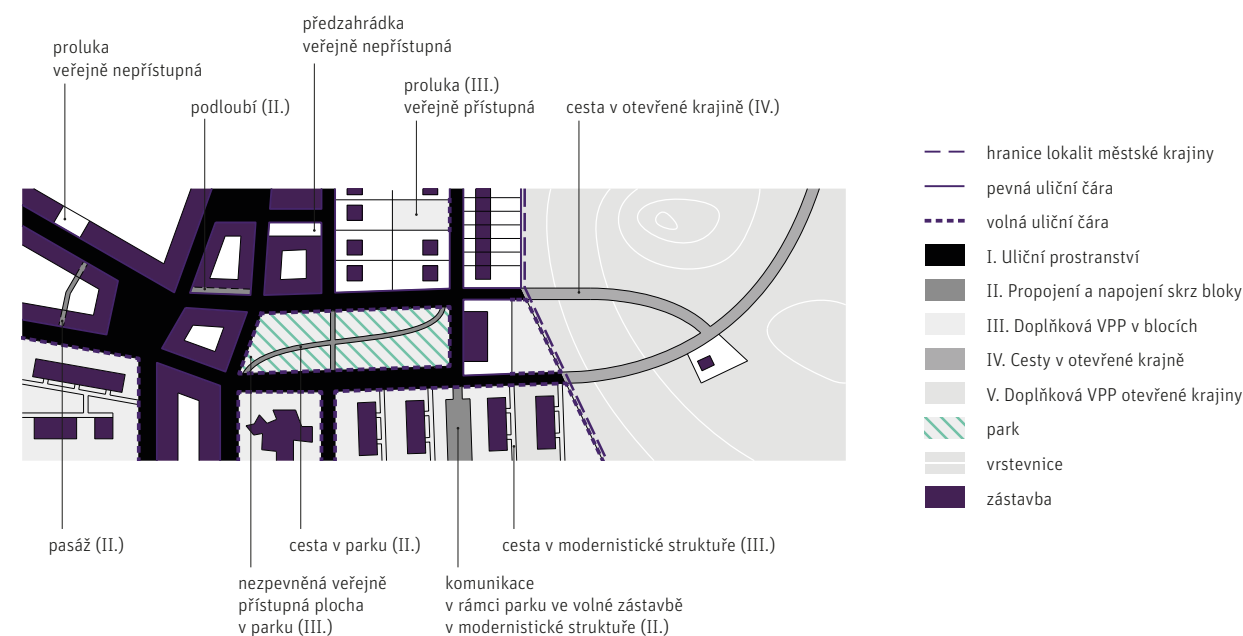 předzahrádka
veřejně nepřístupná
proluka
veřejně nepřístupná
proluka (III.)
veřejně přístupná
podloubí (II.)
cesta v otevřené krajině (IV.)
hranice lokalit městské krajiny
pevná uliční čára
volná uliční čára
I. Uliční prostranství
II. Propojení a napojení skrz bloky
III. Doplňková VPP v blocích
IV. Cesty v otevřené krajně
V. Doplňková VPP otevřené krajiny
park
vrstevnice
zástavba
pasáž (II.)
cesta v parku (II.)
cesta v modernistické struktuře (III.)
nezpevněná veřejně
přístupná plocha
v parku (III.)
komunikace
v rámci parku ve volné zástavbě
v modernistické struktuře (II.)